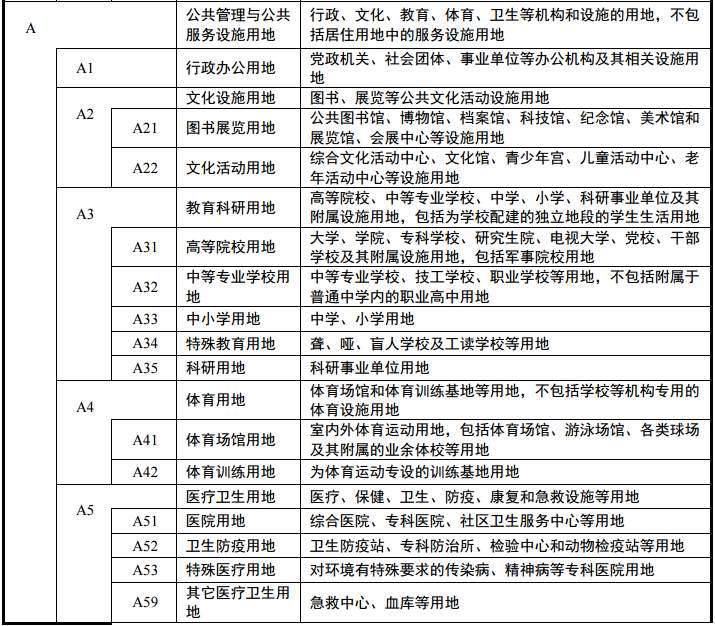 A
公共管理与公共
服务设施用地
行政、文化、教育、体育、卫生等机构和设施的用地，不包
括居住用地中的服务设施用地
A1
行政办公用地
党政机关、社会团体、事业单位等办公机构及其相关设施用
地
A2
文化设施用地
图书、展览等公共文化活动设施用地
A21
图书展览用地
公共图书馆、博物馆、档案馆、科技馆、纪念馆、美术馆和
展览馆、会展中心等设施用地
A22
文化活动用地
综合文化活动中心、文化馆、青少年宫、儿童活动中心、老
年活动中心等设施用地
A3
教育科研用地
高等院校、中等专业学校、中学、小学、科研事业单位及其
附属设施用地，包括为学校配建的独立地段的学生生活用地
A31
高等院校用地
大学、学院、专科学校、研究生院、电视大学、党校、干部
学校及其附属设施用地，包括军事院校用地
A32
中等专业学校用
地
中等专业学校、技工学校、职业学校等用地，不包括附属于
普通中学内的职业高中用地
A33
中小学用地
中学、小学用地
A34
特殊教育用地
聋、哑、盲人学校及工读学校等用地
A35
科研用地
科研事业单位用地
A4
体育用地
体育场馆和体育训练基地等用地，不包括学校等机构专用的
体育设施用地
A41
体育场馆用地
室内外体育运动用地，包括体育场馆、游泳场馆、各类球场
及其附属的业余体校等用地
A42
体育训练用地
为体育运动专设的训练基地用地
A5
医疗卫生用地
医疗、保健、卫生、防疫、康复和急救设施等用地
A51
医院用地
综合医院、专科医院、社区卫生服务中心等用地
A52
卫生防疫用地
卫生防疫站、专科防治所、检验中心和动物检疫站等用地
A53
特殊医疗用地
对环境有特殊要求的传染病、精神病等专科医院用地
A59
其它医疗卫生用
地
急救中心、血库等用地